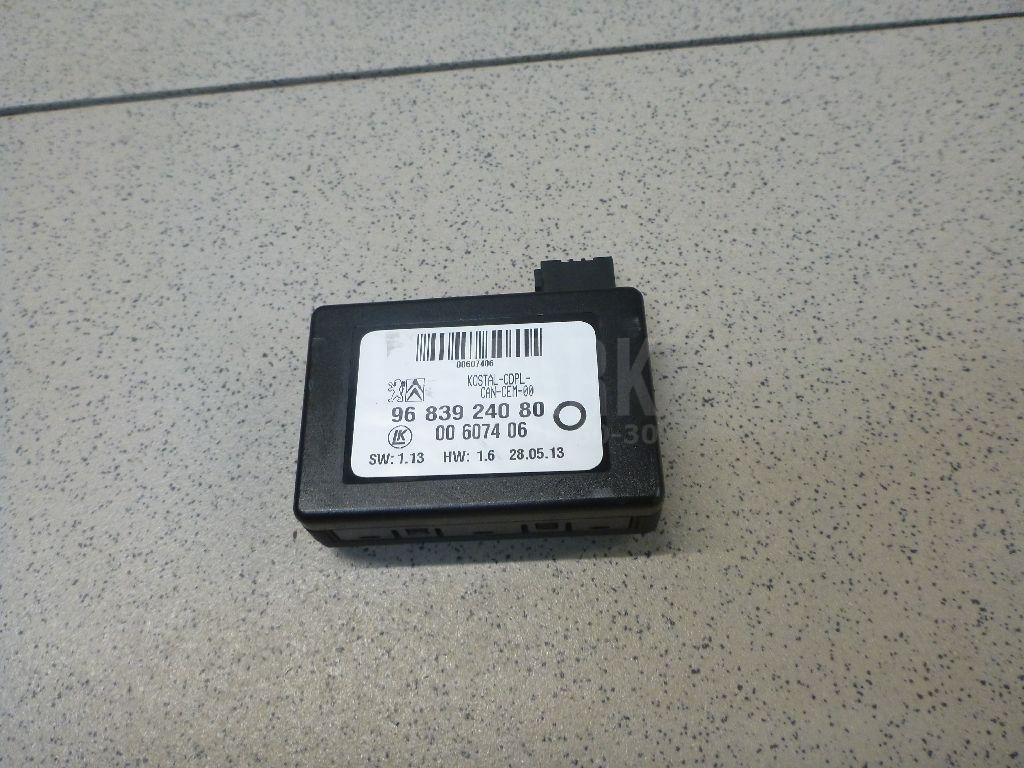 00607406
KCSTAL-CDPL-
CAN-CEM-00
96 839 240 80
LK
00 6074 06
SW: 1.13 HW: 1.6 28.05.13